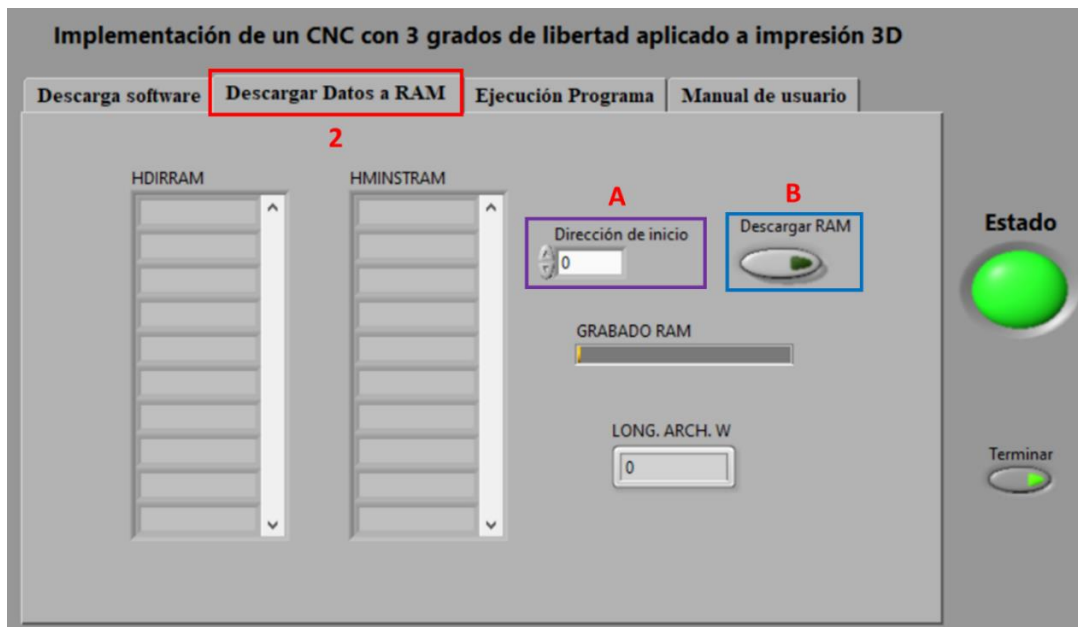 Implementación de un CNC con 3 grados de libertad aplicado a impresión 3D
Descarga software
Descargar Datos a RAM
Ejecución Programa
Manual de usuario
2
HDIRRAM
HMINSTRAM
A
B
Dirección de inicio
0
Descargar RAM
Estado
GRABADO RAM
LONG. ARCH. W
0
Terminar